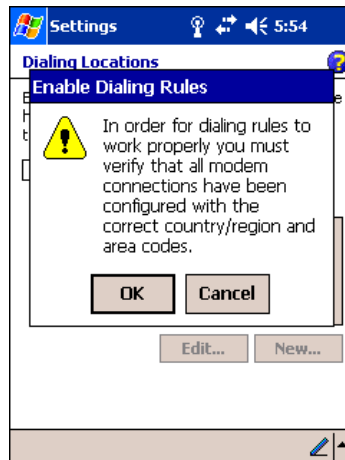 Settings 5:54
Dialing Locations
Enable Dialing Rules
In order for dialing rules to
work properly you must
verify that all modem
connections have been
configured with the
correct country/region and
area codes.
OK Cancel
Edit... New...